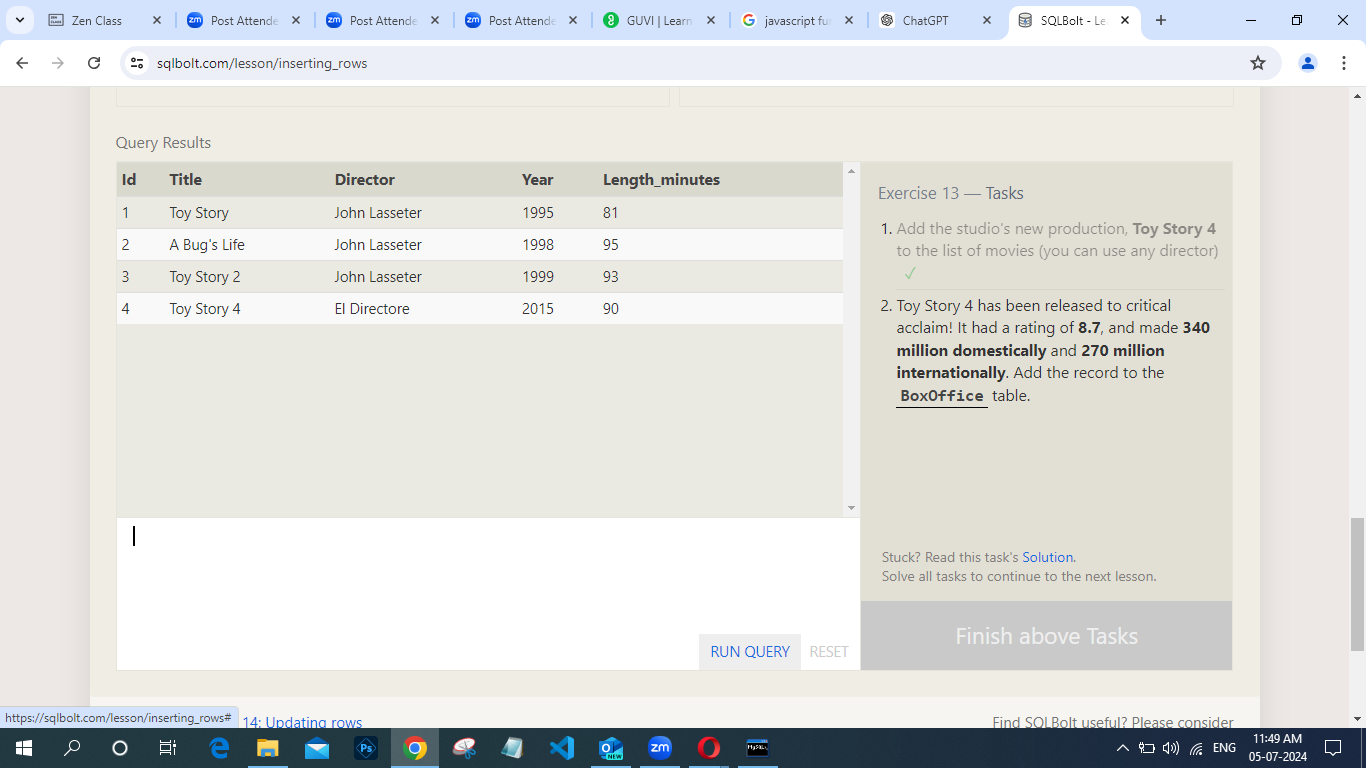 Zen Class
Post Attende
Post Attende
Post Attende
GUVI | Learn
javascript fun
ChatGPT
SQLBolt - Le
sqlbolt.com/lesson/inserting_rows
Query Results
Id Title Director Year Length_minutes
1 Toy Story John Lasseter 1995 81
2 A Bug's Life John Lasseter 1998 95
3 Toy Story 2 John Lasseter 1999 93
4 Toy Story 4 El Directore 2015 90
Exercise 13 — Tasks
1. Add the studio's new production, Toy Story 4
to the list of movies (you can use any director)
✓
2. Toy Story 4 has been released to critical
acclaim! It had a rating of 8.7, and made 340
million domestically and 270 million
internationally. Add the record to the
BoxOffice table.
Stuck? Read this task's Solution.
Solve all tasks to continue to the next lesson.
RUN QUERY RESET
Finish above Tasks
https://sqlbolt.com/lesson/inserting_rows#
14: Updating rows
Find SQLBolt useful? Please consider
ENG
11:49 AM
05-07-2024